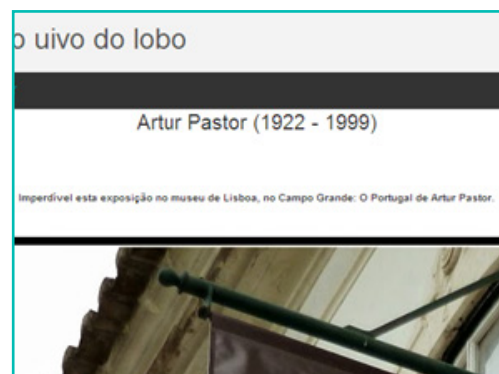 o uivo do lobo
Artur Pastor (1922 - 1999)
Imperdível esta exposição no museu de Lisboa, no Campo Grande: O Portugal de Artur Pastor.